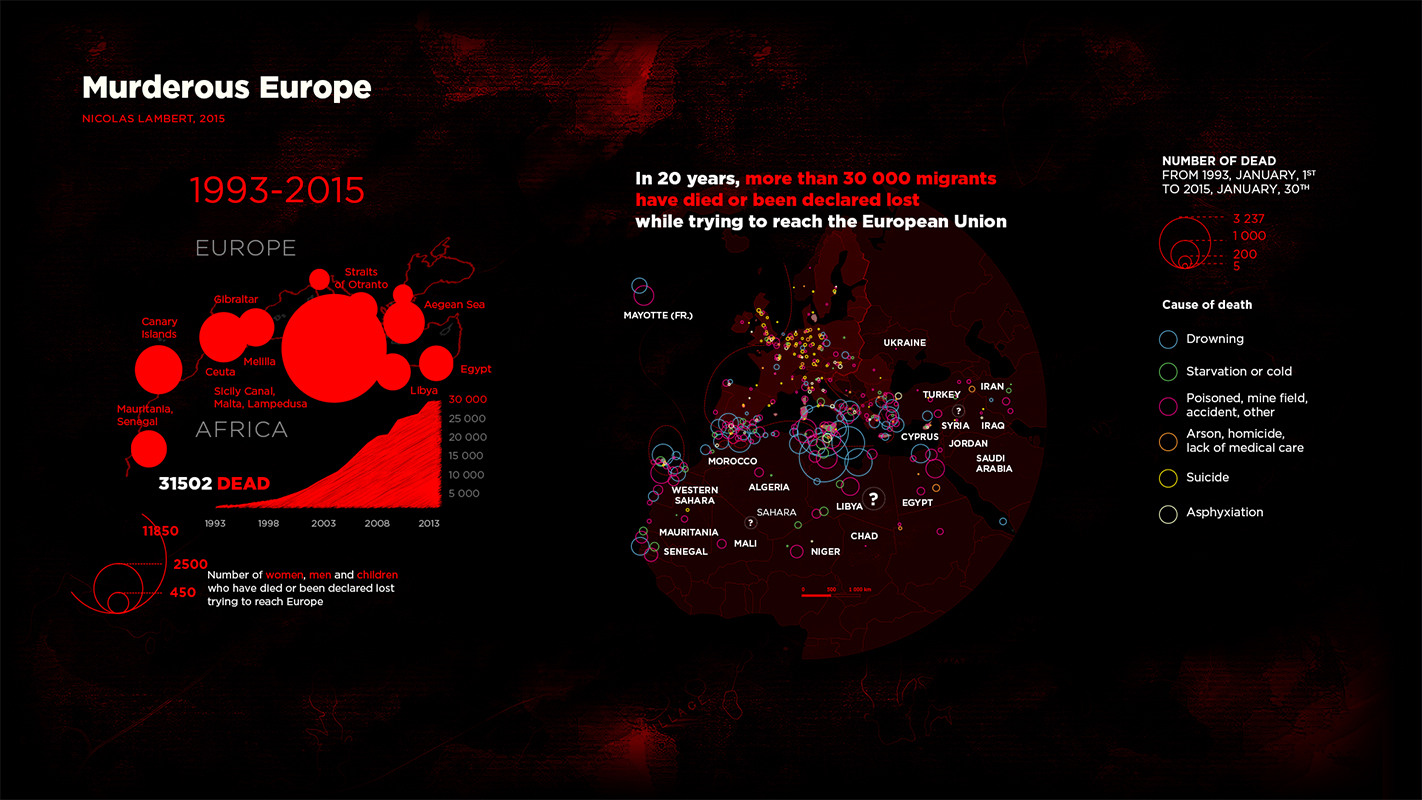 Murderous Europe
NICOLAS LAMBERT, 2015
1993-2015
EUROPE
Straits
of Otranto
Gibraltar
Aegean Sea
Canary
Islands
Melilla
Ceuta
Egypt
Sicily Canal,
Malta, Lampedusa
Libya
Mauritania,
Senegal
AFRICA
30 000
25 000
20 000
15 000
10 000
5 000
31502 DEAD
1993 1998 2003 2008 2013
11850
2500
450
Number of women, men and children
who have died or been declared lost
trying to reach Europe
In 20 years, more than 30 000 migrants
have died or been declared lost
while trying to reach the European Union
MAYOTTE (FR.)
UKRAINE
IRAN
TURKEY
?
SYRIA
IRAQ
CYPRUS
JORDAN
SAUDI
ARABIA
MOROCCO
WESTERN
SAHARA
ALGERIA
LIBYA
?
EGYPT
SAHARA
?
MAURITANIA
MALI
CHAD
SENEGAL
NIGER
0 500 1 000 km
NUMBER OF DEAD
FROM 1993, JANUARY, 1ST
TO 2015, JANUARY, 30TH
3 237
1 000
200
5
Cause of death
Drowning
Starvation or cold
Poisoned, mine field,
accident, other
Arson, homicide,
lack of medical care
Suicide
Asphyxiation